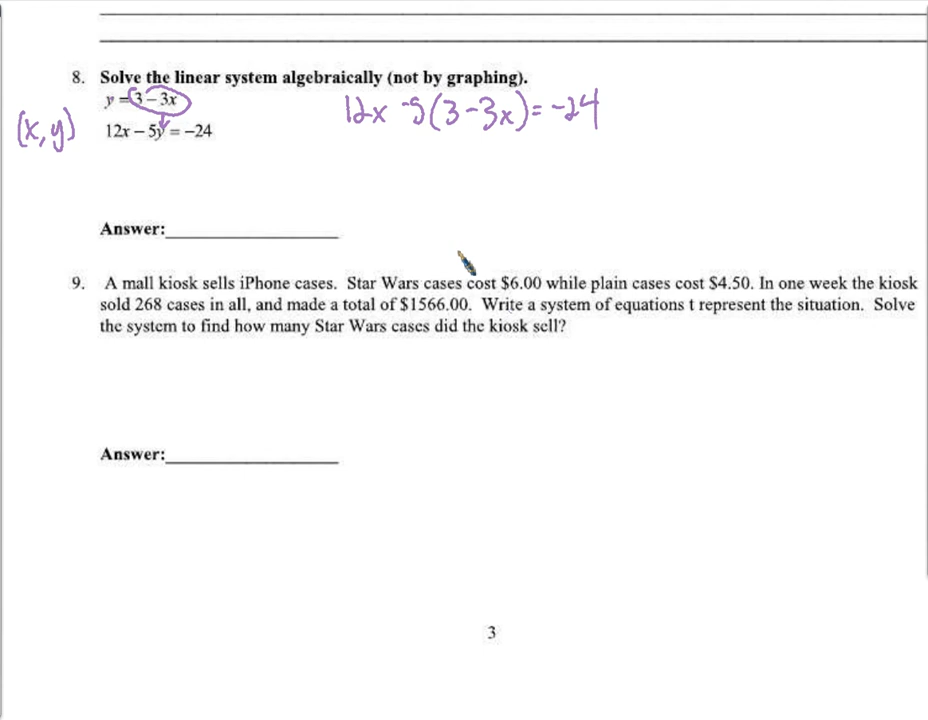 8. Solve the linear system algebraically (not by graphing).
y = 3 – 3x
12x -5(3-3x)=-24
(x,y)
12x – 5y = –24
Answer:
9. A mall kiosk sells iPhone cases. Star Wars cases cost $6.00 while plain cases cost $4.50. In one week the kiosk
sold 268 cases in all, and made a total of $1566.00. Write a system of equations t represent the situation. Solve
the system to find how many Star Wars cases did the kiosk sell?
Answer:
3